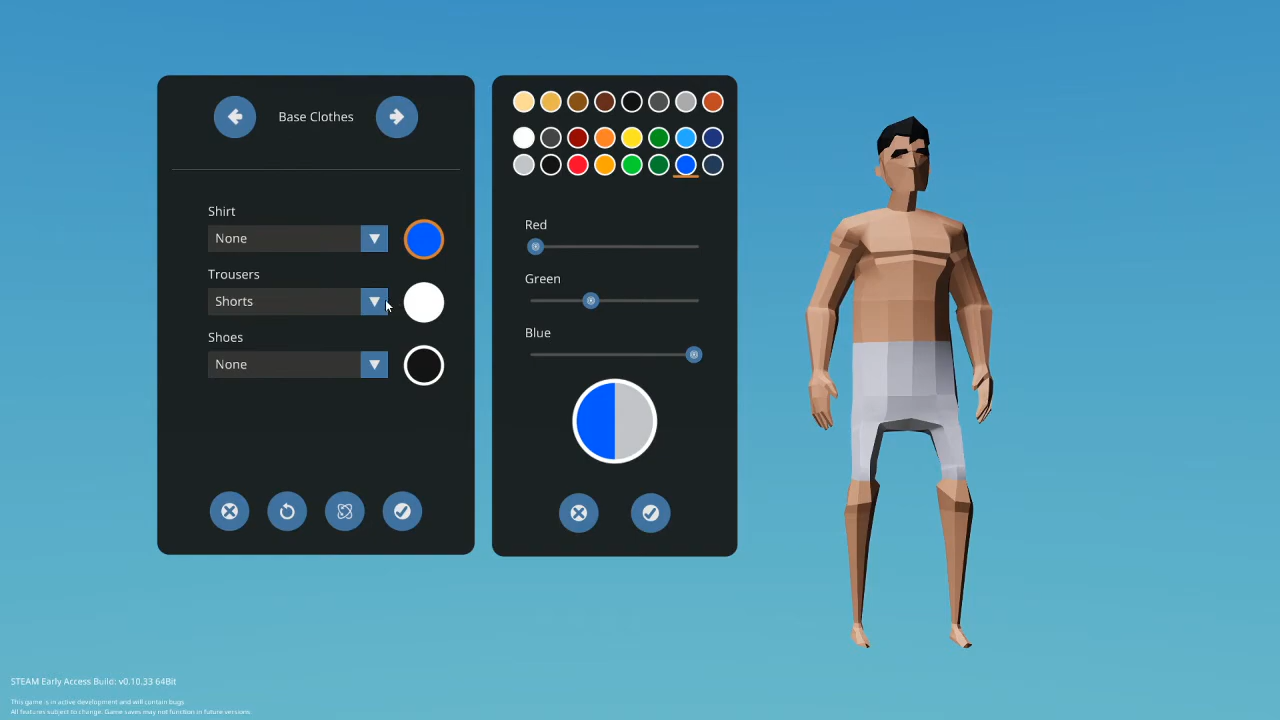 Base Clothes
Shirt
None
Trousers
Shorts
Shoes
None
Red
Green
Blue
STEAM Early Access Build: v0.10.33 64Bit
This game is in active development and will contain bugs
All features subject to change. Game saves may not function in future versions.